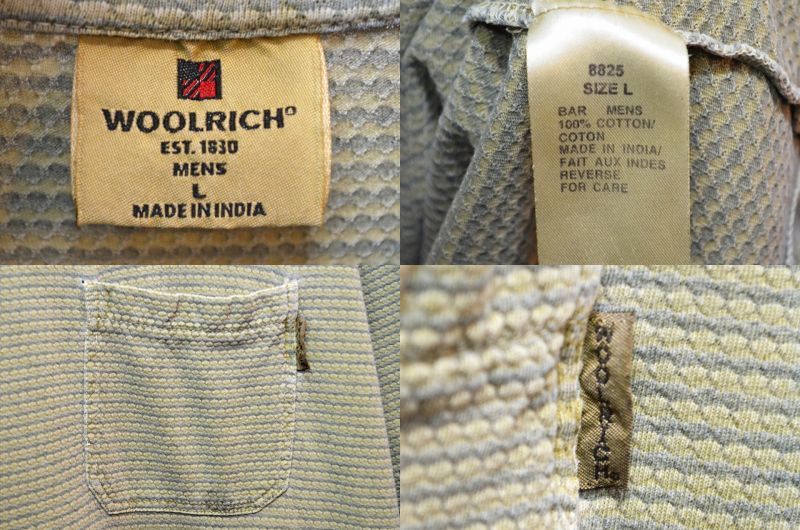 WOOLRICH®
EST. 1830
MENS
L
MADE IN INDIA
8825
SIZE L
BAR MENS
100% COTTON/
COTON
MADE IN INDIA/
FAIT AUX INDES
REVERSE
FOR CARE
WOOLRICH®